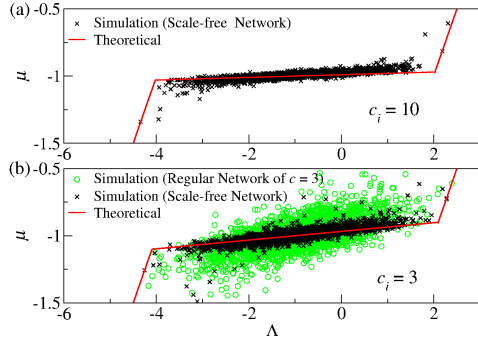 (a)
-0.5
× Simulation (Scale-free Network)
Theoretical
μ
-1
c_i = 10
-1.5
-6 -4 -2 0 2
(b)
-0.5
Simulation (Regular Network of c = 3)
× Simulation (Scale-free Network)
Theoretical
μ
-1
c_i = 3
-1.5
-6 -4 -2 0 2
Λ